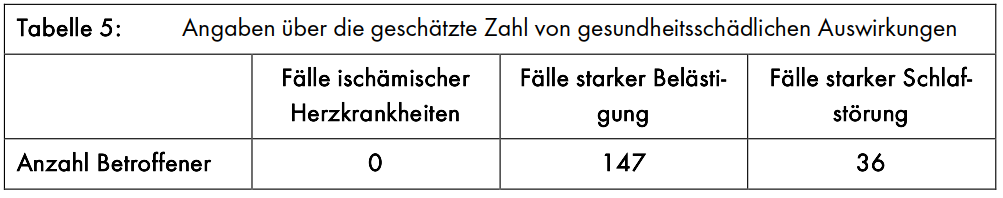 Tabelle 5: Angaben über die geschätzte Zahl von gesundheitsschädlichen Auswirkungen
Fälle ischämischer Herzkrankheiten
Fälle starker Belästi-
gung
Fälle starker Schlaf-
störung
Anzahl Betroffener 0 147 36